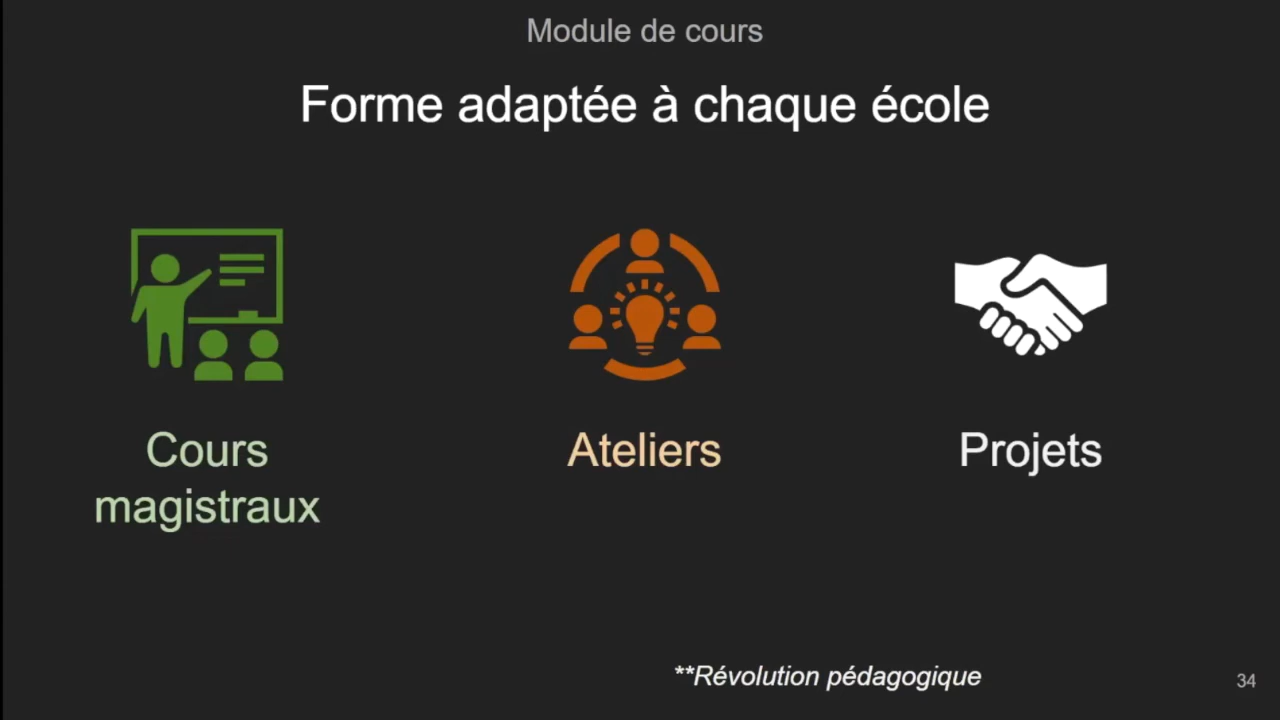 Module de cours
Forme adaptée à chaque école
Cours
magistraux
Ateliers
Projets
**Révolution pédagogique
34